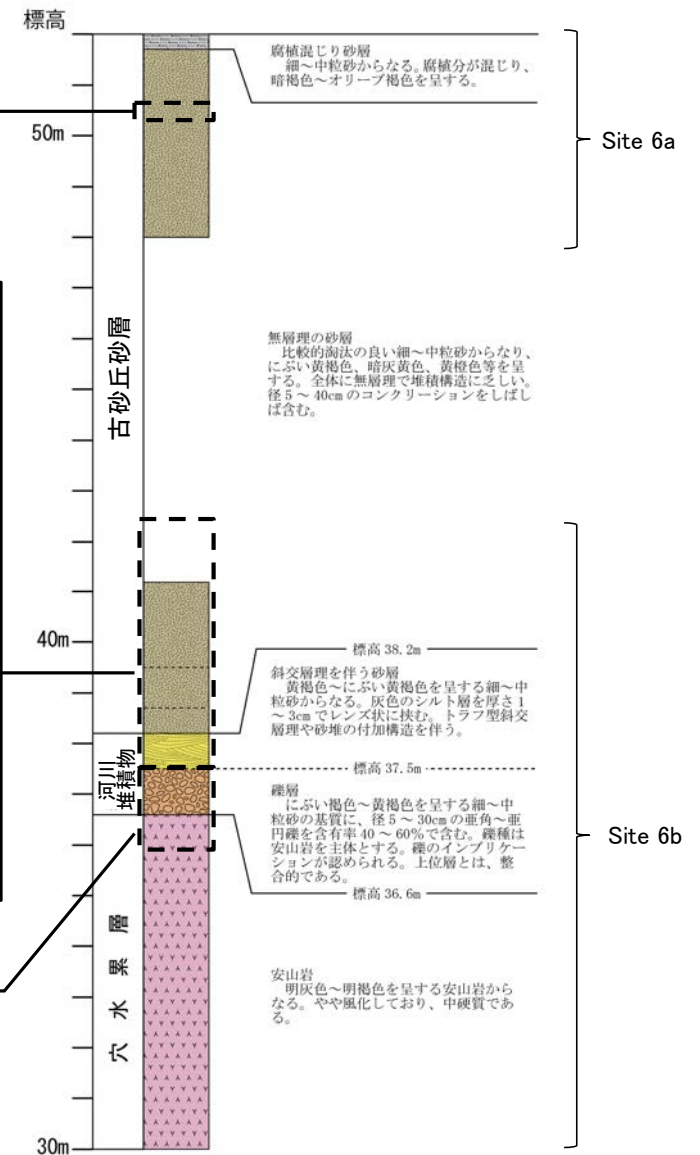 標高
腐植混じり砂層
細～中粒砂からなる。腐植分が混じり、
暗褐色～オリーブ褐色を呈する。
50m
Site 6a
古砂丘砂層
無層理の砂層
比較的淘汰の良い細～中粒砂からなり、
にぶい黄褐色、暗灰黄色、黄橙色等を呈
する。全体に無層理で堆積構造に乏しい。
径 5 ～ 40cm のコンクリーションをしばし
ば含む。
40m
標高 38.2m
斜交層理を伴う砂層
黄褐色～にぶい黄褐色を呈する細～中
粒砂からなる。灰色のシルト層を厚さ 1
～ 3cm でレンズ状に挟む。トラフ型斜交
層理や砂堆の付加構造を伴う。
河川
堆積物
標高 37.5m
礫層
にぶい褐色～黄褐色を呈する細～中
粒砂の基質に、径 5 ～ 30cm の亜角～亜
円礫を含有率 40 ～ 60％で含む。礫種は
安山岩を主体とする。礫のインブリケー
ションが認められる。上位層とは、整
合的である。
Site 6b
標高 36.6m
穴水累層
安山岩
明灰色～明褐色を呈する安山岩から
なる。やや風化しており、中硬質であ
る。
30m